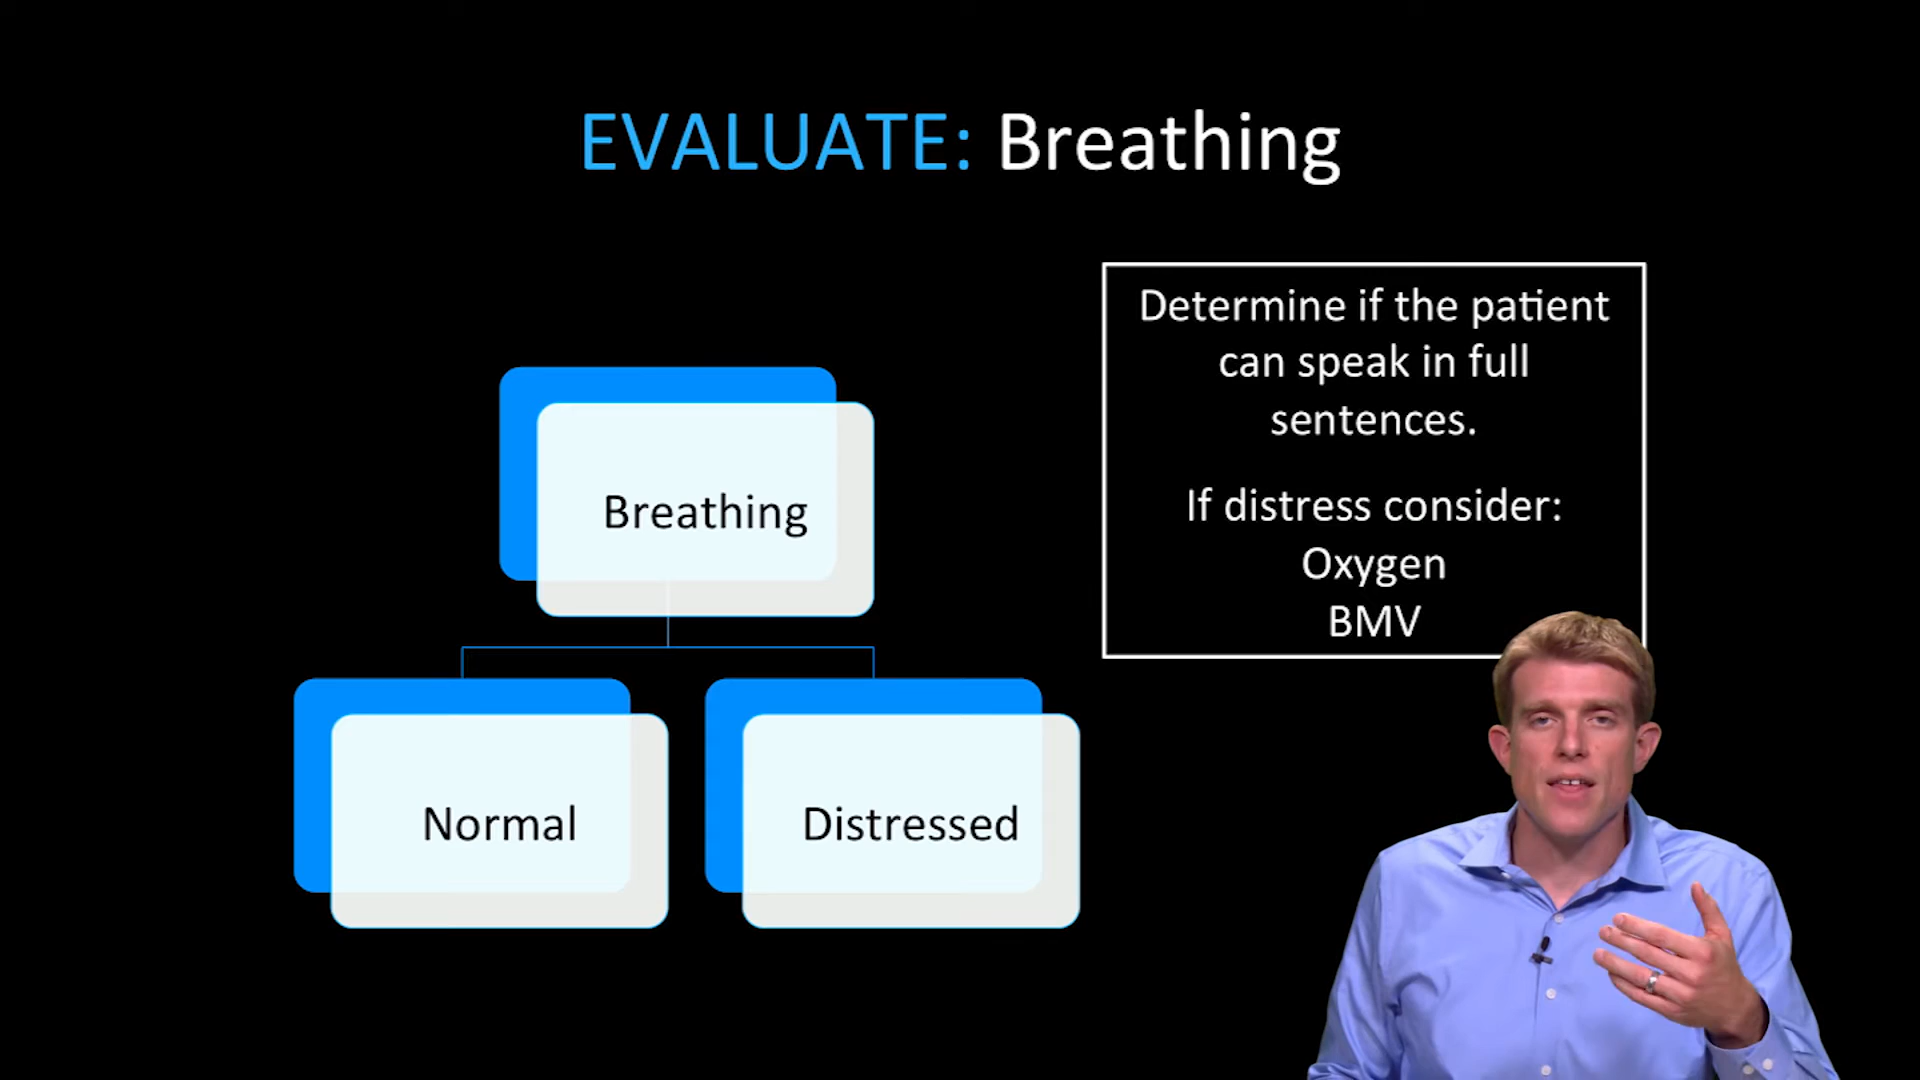 EVALUATE: Breathing
Determine if the patient
can speak in full
sentences.
If distress consider:
Oxygen
BMV
Breathing
Normal
Distressed